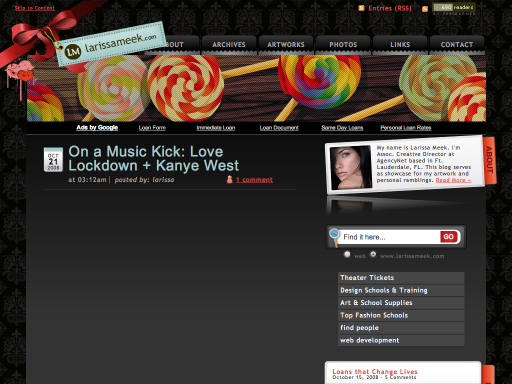 Skip to Content
Entries (RSS)
690 readers
LM larissameek.com
ABOUT
ARCHIVES
ARTWORKS
PHOTOS
LINKS
CONTACT
Ads by Google
Loan Form
Immediate Loan
Loan Document
Same Day Loans
Personal Loan Rates
OCT
21
2008
On a Music Kick: Love
Lockdown + Kanye West
at 03:12am | posted by: larissa
1 comment
My name is Larissa Meek, I'm
Assoc. Creative Director at
AgencyNet based in Ft.
Lauderdale, FL. This blog serves
as showcase for my artwork and
personal ramblings. Read More »
ABOUT
Find it here...
GO
web
www.larissameek.com
Theater Tickets
Design Schools & Training
Art & School Supplies
Top Fashion Schools
find people
web development
Loans that Change Lives
October 15, 2008 - 5 Comments